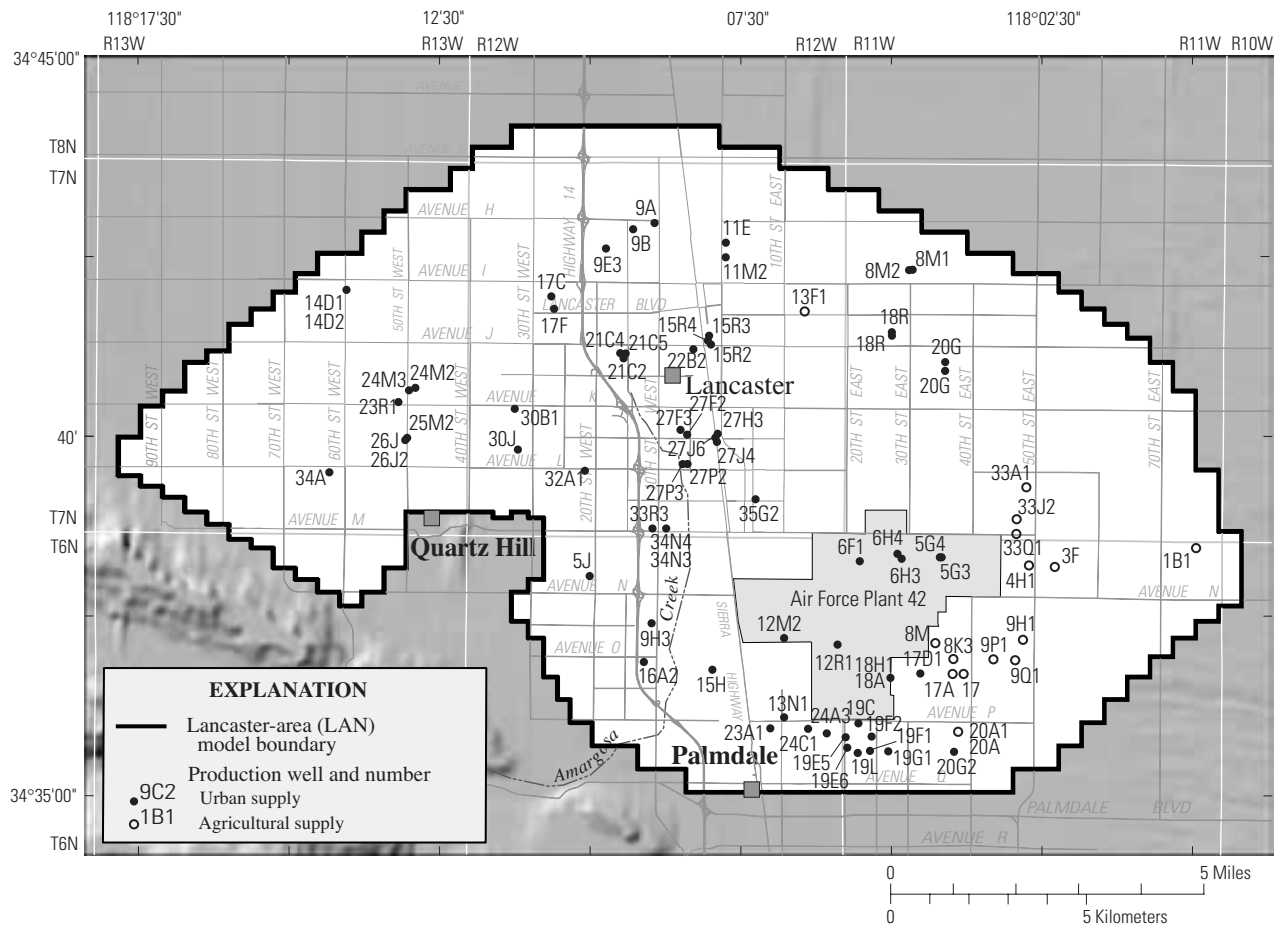 118°17'30" 12'30" 07'30" 118°02'30"
R13W R13W R12W R12W R11W R11W R10W
34°45'00"
AVENUE F
T8N
AVENUE G
T7N
AVENUE H
HIGHWAY 14
10TH ST EAST
9A
9B
9E3
11E
11M2
50TH ST WEST
AVENUE I
30TH ST WEST
8M2 8M1
14D1
14D2
17C
LANCASTER BLVD
17F
13F1
AVENUE J
15R4 15R3
18R
18R
21C4 21C5
15R2
21C2
22B2
20G
20G
24M3 24M2
Lancaster
90TH ST WEST
80TH ST WEST
70TH ST WEST
60TH ST WEST
40TH ST WEST
20TH ST EAST
30TH ST EAST
40TH ST EAST
50TH ST EAST
70TH ST EAST
23R1
AVENUE K
27F2
30B1
27F3
27H3
25M2
40'
26J
26J2
30J
27J6
27J4
10TH ST WEST
34A
AVENUE L
32A1
20TH ST WEST
27P3
27P2
33A1
35G2
33J2
T7N
AVENUE M
33R3
34N4
34N3
T6N
Quartz Hill
33Q1
6F1 6H4 5G4
6H3 5G3
5J
4H1
3F
1B1
AVENUE N
AVENUE N
Creek
SIERRA
HIGHWAY
Air Force Plant 42
12M2
9H3
AVENUE O
12R1
8M
8K3
9P1
9H1
9Q1
16A2
15H
18H1
18A
17D1
17A 17
EXPLANATION
Lancaster-area (LAN)
model boundary
Production well and number
9C2 Urban supply
1B1 Agricultural supply
AVENUE P
13N1
23A1
24C1
24A3
19C
19F2
19F1
20A1
20A
Palmdale
19E5
19E6
19L
19G1
20G2
AVENUE Q
Amargosa
34°35'00"
PALMDALE BLVD
T6N
AVENUE R
0 5 Miles
0 5 Kilometers